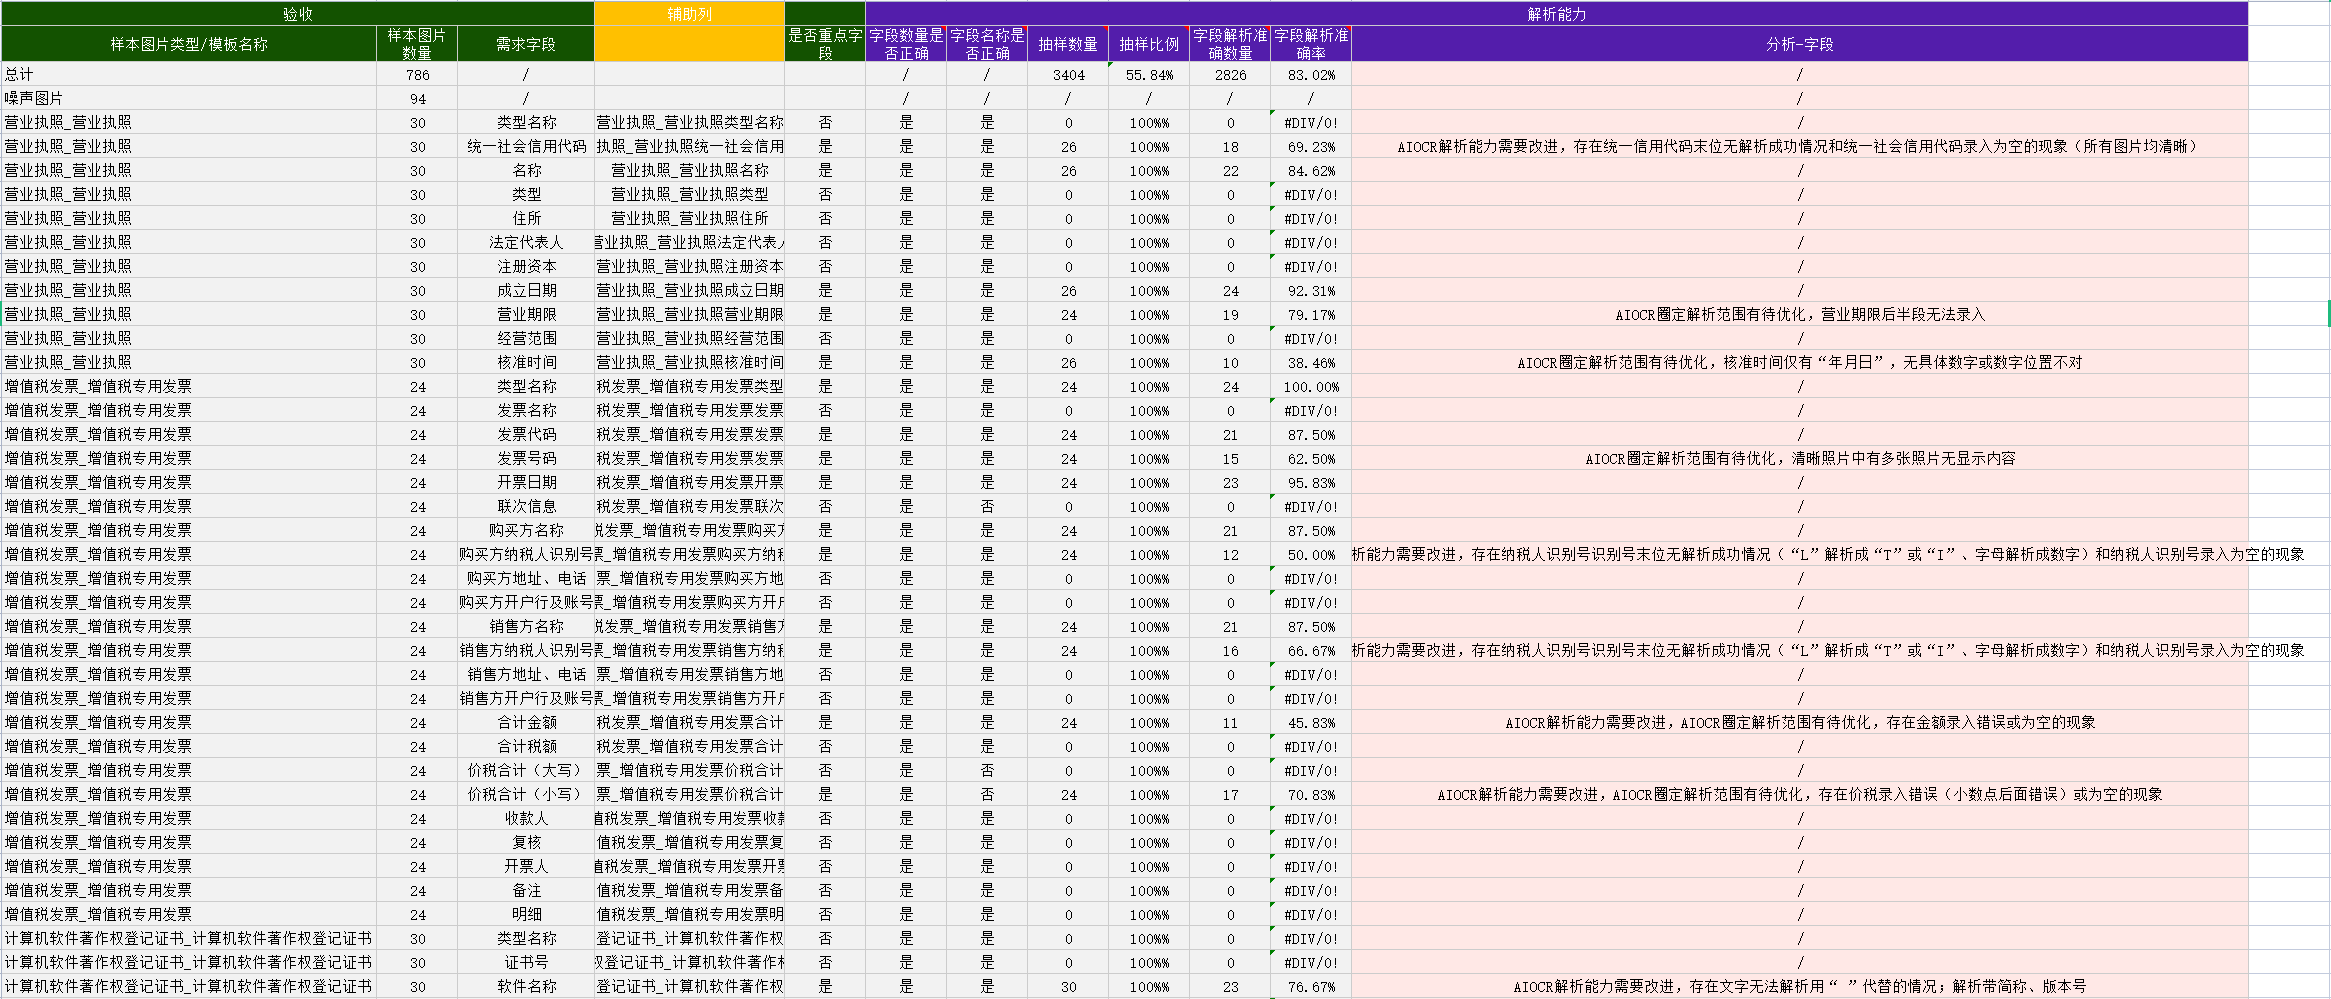 验收 辅助列 解析能力
样本图片类型/模板名称 样本图片数量 需求字段 是否重点字段 字段数量是否正确 字段名称是否正确 抽样数量 抽样比例 字段解析准确数量 字段解析准确率 分析-字段
总计 786 / / / 3404 55.84% 2826 83.02% /
噪声图片 94 / / / / / / / /
营业执照_营业执照 30 类型名称 营业执照_营业执照类型名称 否 是 是 0 100%% 0 #DIV/0! /
营业执照_营业执照 30 统一社会信用代码 执照_营业执照统一社会信用 是 是 是 26 100%% 18 69.23% AIOCR解析能力需要改进，存在统一信用代码末位无解析成功情况和统一社会信用代码录入为空的现象（所有图片均清晰）
营业执照_营业执照 30 名称 营业执照_营业执照名称 是 是 是 26 100%% 22 84.62% /
营业执照_营业执照 30 类型 营业执照_营业执照类型 否 是 是 0 100%% 0 #DIV/0! /
营业执照_营业执照 30 住所 营业执照_营业执照住所 否 是 是 0 100%% 0 #DIV/0! /
营业执照_营业执照 30 法定代表人 营业执照_营业执照法定代表人 否 是 是 0 100%% 0 #DIV/0! /
营业执照_营业执照 30 注册资本 营业执照_营业执照注册资本 否 是 是 0 100%% 0 #DIV/0! /
营业执照_营业执照 30 成立日期 营业执照_营业执照成立日期 是 是 是 26 100%% 24 92.31% /
营业执照_营业执照 30 营业期限 营业执照_营业执照营业期限 是 是 是 24 100%% 19 79.17% AIOCR圈定解析范围有待优化，营业期限后半段无法录入
营业执照_营业执照 30 经营范围 营业执照_营业执照经营范围 否 是 是 0 100%% 0 #DIV/0! /
营业执照_营业执照 30 核准时间 营业执照_营业执照核准时间 是 是 是 26 100%% 10 38.46% AIOCR圈定解析范围有待优化，核准时间仅有“年月日”，无具体数字或数字位置不对
增值税发票_增值税专用发票 24 类型名称 税发票_增值税专用发票类型 是 是 是 24 100%% 24 100.00% /
增值税发票_增值税专用发票 24 发票名称 税发票_增值税专用发票发票 否 是 是 0 100%% 0 #DIV/0! /
增值税发票_增值税专用发票 24 发票代码 税发票_增值税专用发票发票 是 是 是 24 100%% 21 87.50% /
增值税发票_增值税专用发票 24 发票号码 税发票_增值税专用发票发票 是 是 是 24 100%% 15 62.50% AIOCR圈定解析范围有待优化，清晰照片中有多张照片无显示内容
增值税发票_增值税专用发票 24 开票日期 税发票_增值税专用发票开票 是 是 是 24 100%% 23 95.83% /
增值税发票_增值税专用发票 24 联次信息 税发票_增值税专用发票联次 否 是 否 0 100%% 0 #DIV/0! /
增值税发票_增值税专用发票 24 购买方名称 税发票_增值税专用发票购买方 是 是 是 24 100%% 21 87.50% /
增值税发票_增值税专用发票 24 购买方纳税人识别号 票_增值税专用发票购买方纳税 是 是 是 24 100%% 12 50.00% 析能力需要改进，存在纳税人识别号识别号末位无解析成功情况（“L”解析成“T”或“I”、字母解析成数字）和纳税人识别号录入为空的现象
增值税发票_增值税专用发票 24 购买方地址、电话 票_增值税专用发票购买方地 否 是 是 0 100%% 0 #DIV/0! /
增值税发票_增值税专用发票 24 购买方开户行及账号 票_增值税专用发票购买方开户 否 是 是 0 100%% 0 #DIV/0! /
增值税发票_增值税专用发票 24 销售方名称 税发票_增值税专用发票销售方 是 是 是 24 100%% 21 87.50% /
增值税发票_增值税专用发票 24 销售方纳税人识别号 票_增值税专用发票销售方纳税 是 是 是 24 100%% 16 66.67% 析能力需要改进，存在纳税人识别号识别号末位无解析成功情况（“L”解析成“T”或“I”、字母解析成数字）和纳税人识别号录入为空的现象
增值税发票_增值税专用发票 24 销售方地址、电话 票_增值税专用发票销售方地 否 是 是 0 100%% 0 #DIV/0! /
增值税发票_增值税专用发票 24 销售方开户行及账号 票_增值税专用发票销售方开户 否 是 是 0 100%% 0 #DIV/0! /
增值税发票_增值税专用发票 24 合计金额 税发票_增值税专用发票合计 是 是 是 24 100%% 11 45.83% AIOCR解析能力需要改进，AIOCR圈定解析范围有待优化，存在金额录入错误或为空的现象
增值税发票_增值税专用发票 24 合计税额 税发票_增值税专用发票合计 否 是 是 0 100%% 0 #DIV/0! /
增值税发票_增值税专用发票 24 价税合计（大写） 票_增值税专用发票价税合计 否 是 否 0 100%% 0 #DIV/0! /
增值税发票_增值税专用发票 24 价税合计（小写） 票_增值税专用发票价税合计 是 是 否 24 100%% 17 70.83% AIOCR解析能力需要改进，AIOCR圈定解析范围有待优化，存在价税录入错误（小数点后面错误）或为空的现象
增值税发票_增值税专用发票 24 收款人 值税发票_增值税专用发票收款 否 是 是 0 100%% 0 #DIV/0! /
增值税发票_增值税专用发票 24 复核 值税发票_增值税专用发票复 否 是 是 0 100%% 0 #DIV/0! /
增值税发票_增值税专用发票 24 开票人 值税发票_增值税专用发票开票 否 是 是 0 100%% 0 #DIV/0! /
增值税发票_增值税专用发票 24 备注 值税发票_增值税专用发票备 否 是 是 0 100%% 0 #DIV/0! /
增值税发票_增值税专用发票 24 明细 值税发票_增值税专用发票明 否 是 是 0 100%% 0 #DIV/0! /
计算机软件著作权登记证书_计算机软件著作权登记证书 30 类型名称 登记证书_计算机软件著作权 否 是 是 0 100%% 0 #DIV/0! /
计算机软件著作权登记证书_计算机软件著作权登记证书 30 证书号 权登记证书_计算机软件著作权 否 是 是 0 100%% 0 #DIV/0! /
计算机软件著作权登记证书_计算机软件著作权登记证书 30 软件名称 登记证书_计算机软件著作权 是 是 是 30 100%% 23 76.67% AIOCR解析能力需要改进，存在文字无法解析用“ ”代替的情况；解析带简称、版本号